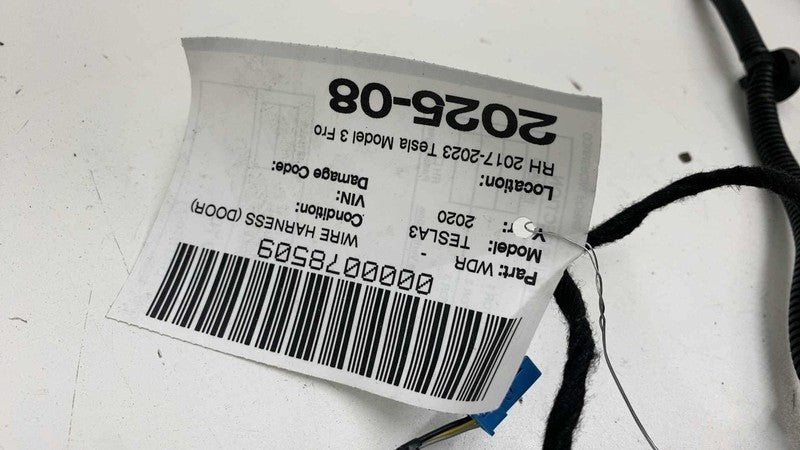 0000078509
Part: WDR - WIRE HARNESS (DOOR)
Model: TESLA3 Condition:
Yr: 2020 VIN:
Damage Code:
Location:
RH 2017-2023 Tesla Model 3 Fro
2025-08